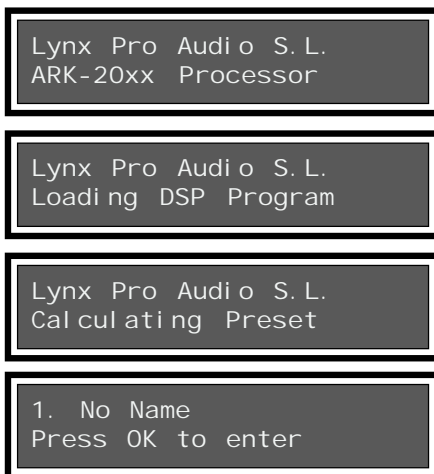 Lynx Pro Audio S.L.
ARK-20xx Processor
Lynx Pro Audio S.L.
Loading DSP Program
Lynx Pro Audio S.L.
Calculating Preset
1. No Name
Press OK to enter